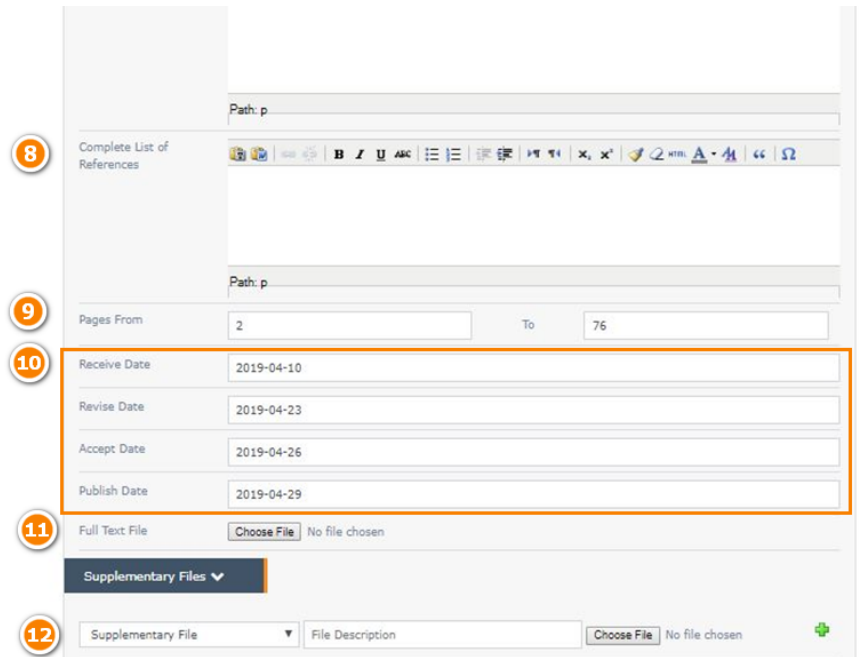 Path: p
8
Complete List of
References
B I U ABC HTML A A “ Ω
Path: p
9
Pages From 2 To 76
10
Receive Date 2019-04-10
Revise Date 2019-04-23
Accept Date 2019-04-26
Publish Date 2019-04-29
11
Full Text File Choose File No file chosen
Supplementary Files
12
Supplementary File File Description Choose File No file chosen